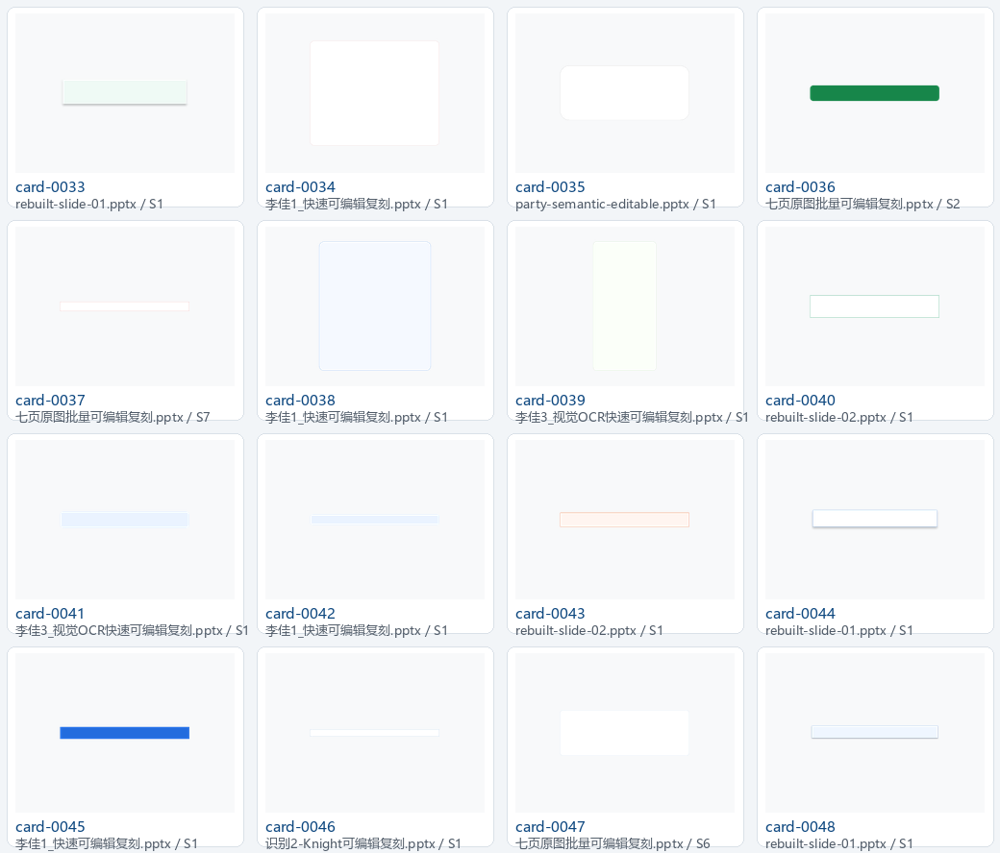 card-0033
rebuilt-slide-01.pptx / S1
card-0034
李佳1_快速可编辑复刻.pptx / S1
card-0035
party-semantic-editable.pptx / S1
card-0036
七页原图批量可编辑复刻.pptx / S2
card-0037
七页原图批量可编辑复刻.pptx / S7
card-0038
李佳1_快速可编辑复刻.pptx / S1
card-0039
李佳3_视觉OCR快速可编辑复刻.pptx / S1
card-0040
rebuilt-slide-02.pptx / S1
card-0041
李佳3_视觉OCR快速可编辑复刻.pptx / S1
card-0042
李佳1_快速可编辑复刻.pptx / S1
card-0043
rebuilt-slide-02.pptx / S1
card-0044
rebuilt-slide-01.pptx / S1
card-0045
李佳1_快速可编辑复刻.pptx / S1
card-0046
识别2-Knight可编辑复刻.pptx / S1
card-0047
七页原图批量可编辑复刻.pptx / S6
card-0048
rebuilt-slide-01.pptx / S1